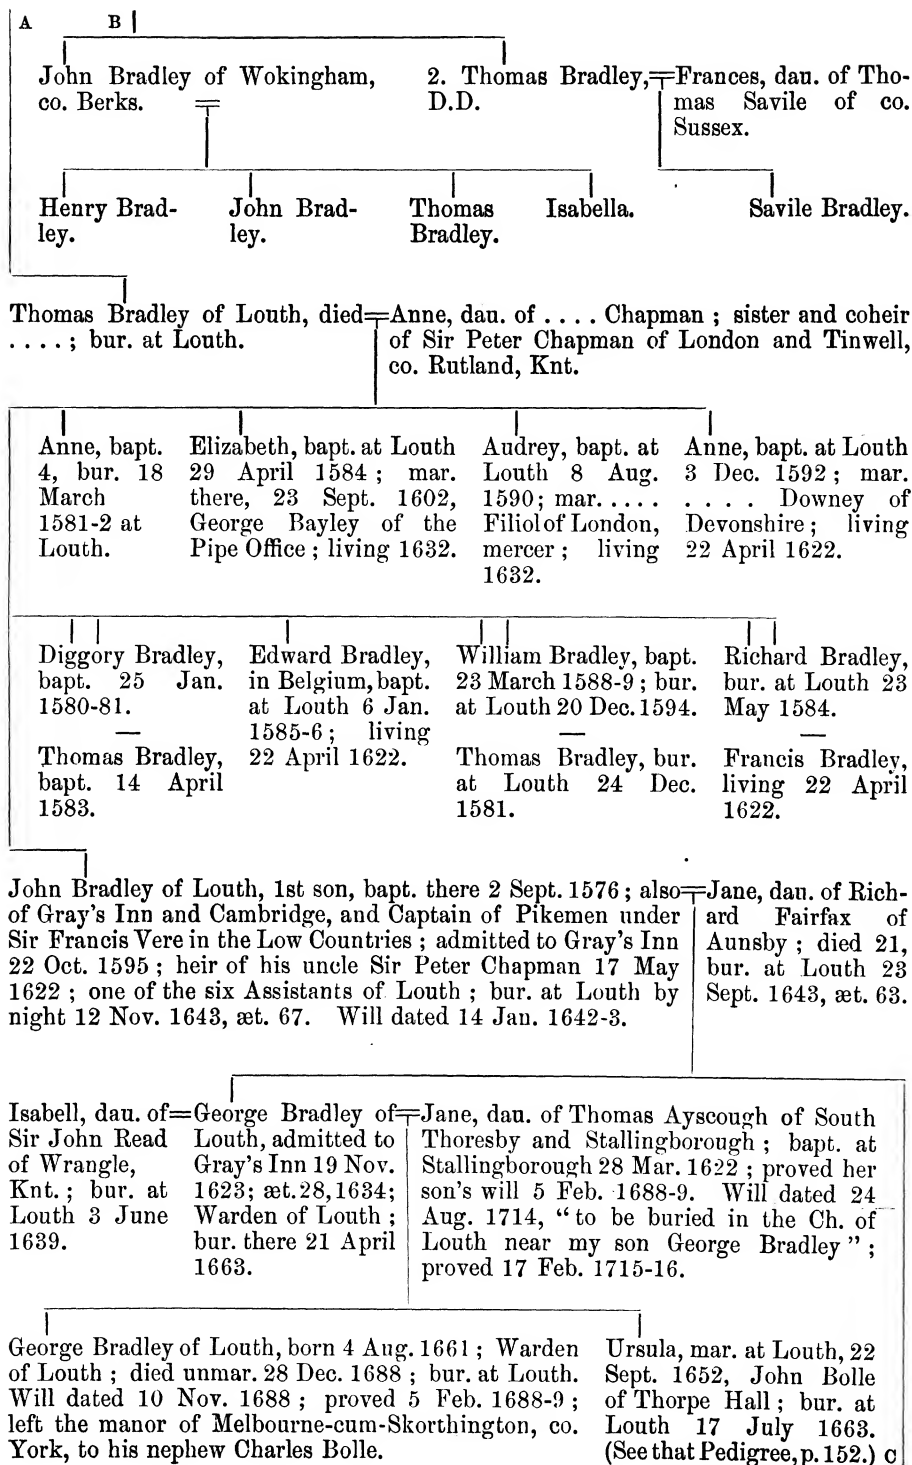 A B
John Bradley of Wokingham,
co. Berks.
2. Thomas Bradley,
D.D.
Frances, dau. of Tho-
mas Savile of co.
Sussex.
Henry Brad-
ley.
John Brad-
ley.
Thomas
Bradley.
Isabella.
Savile Bradley.
Thomas Bradley of Louth, died
. . . . ; bur. at Louth.
Anne, dau. of . . . . Chapman ; sister and coheir
of Sir Peter Chapman of London and Tinwell,
co. Rutland, Knt.
Anne, bapt.
4, bur. 18
March
1581-2 at
Louth.
Elizabeth, bapt. at Louth
29 April 1584 ; mar.
there, 23 Sept. 1602,
George Bayley of the
Pipe Office ; living 1632.
Audrey, bapt. at
Louth 8 Aug.
1590; mar. . . . .
Filiol of London,
mercer ; living
1632.
Anne, bapt. at Louth
3 Dec. 1592 ; mar.
. . . . Downey of
Devonshire ; living
22 April 1622.
Diggory Bradley,
bapt. 25 Jan.
1580-81.
—
Thomas Bradley,
bapt. 14 April
1583.
Edward Bradley,
in Belgium, bapt.
at Louth 6 Jan.
1585-6 ; living
22 April 1622.
William Bradley, bapt.
23 March 1588-9 ; bur.
at Louth 20 Dec. 1594.
—
Thomas Bradley, bur.
at Louth 24 Dec.
1581.
Richard Bradley,
bur. at Louth 23
May 1584.
—
Francis Bradley,
living 22 April
1622.
John Bradley of Louth, 1st son, bapt. there 2 Sept. 1576 ; also
of Gray's Inn and Cambridge, and Captain of Pikemen under
Sir Francis Vere in the Low Countries ; admitted to Gray's Inn
22 Oct. 1595 ; heir of his uncle Sir Peter Chapman 17 May
1622 ; one of the six Assistants of Louth ; bur. at Louth by
night 12 Nov. 1643, æt. 67. Will dated 14 Jan. 1642-3.
Jane, dau. of Rich-
ard Fairfax of
Aunsby ; died 21,
bur. at Louth 23
Sept. 1643, æt. 63.
Isabell, dau. of=
Sir John Read
of Wrangle,
Knt. ; bur. at
Louth 3 June
1639.
George Bradley of
Louth, admitted to
Gray's Inn 19 Nov.
1623; æt. 28, 1634;
Warden of Louth ;
bur. there 21 April
1663.
Jane, dau. of Thomas Ayscough of South
Thoresby and Stallingborough ; bapt. at
Stallingborough 28 Mar. 1622 ; proved her
son's will 5 Feb. 1688-9. Will dated 24
Aug. 1714, "to be buried in the Ch. of
Louth near my son George Bradley" ;
proved 17 Feb. 1715-16.
George Bradley of Louth, born 4 Aug. 1661 ; Warden
of Louth ; died unmar. 28 Dec. 1688 ; bur. at Louth.
Will dated 10 Nov. 1688 ; proved 5 Feb. 1688-9 ;
left the manor of Melbourne-cum-Skorthington, co.
York, to his nephew Charles Bolle.
Ursula, mar. at Louth, 22
Sept. 1652, John Bolle
of Thorpe Hall ; bur. at
Louth 17 July 1663.
(See that Pedigree, p. 152.) C